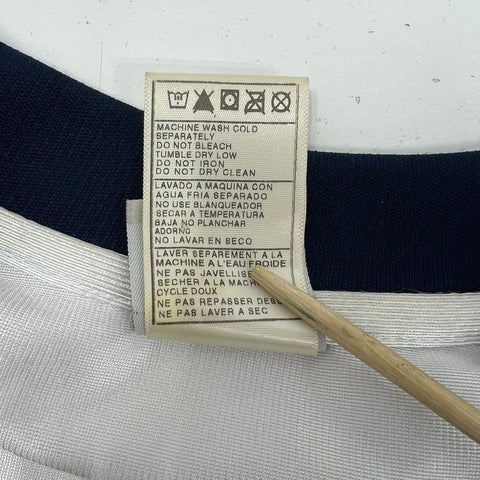 MACHINE WASH COLD
SEPARATELY
DO NOT BLEACH
TUMBLE DRY LOW
DO NOT IRON
DO NOT DRY CLEAN
LAVADO A MAQUINA CON
AGUA FRIA SEPARADO
NO USE BLANQUEADOR
SECAR A TEMPERATURA
BAJA NO PLANCHAR
ADORNO
NO LAVAR EN SECO
LAVER SEPAREMENT A LA
MACHINE A L'EAU FROIDE
NE PAS JAVELLISE
SECHER A LA MACH
CYCLE DOUX
NE PAS REPASSER DES
NE PAS LAVER A SEC